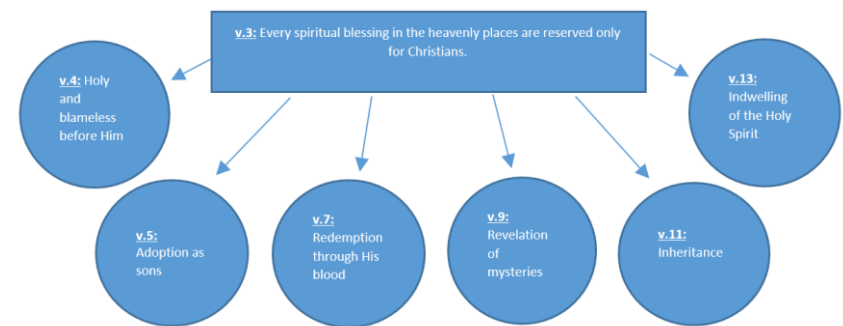 v.3: Every spiritual blessing in the heavenly places are reserved only
for Christians.
v.4: Holy
and
blameless
before Him
v.5:
Adoption as
sons
v.7:
Redemption
through His
blood
v.9:
Revelation
of
mysteries
v.11:
Inheritance
v.13:
Indwelling
of the Holy
Spirit